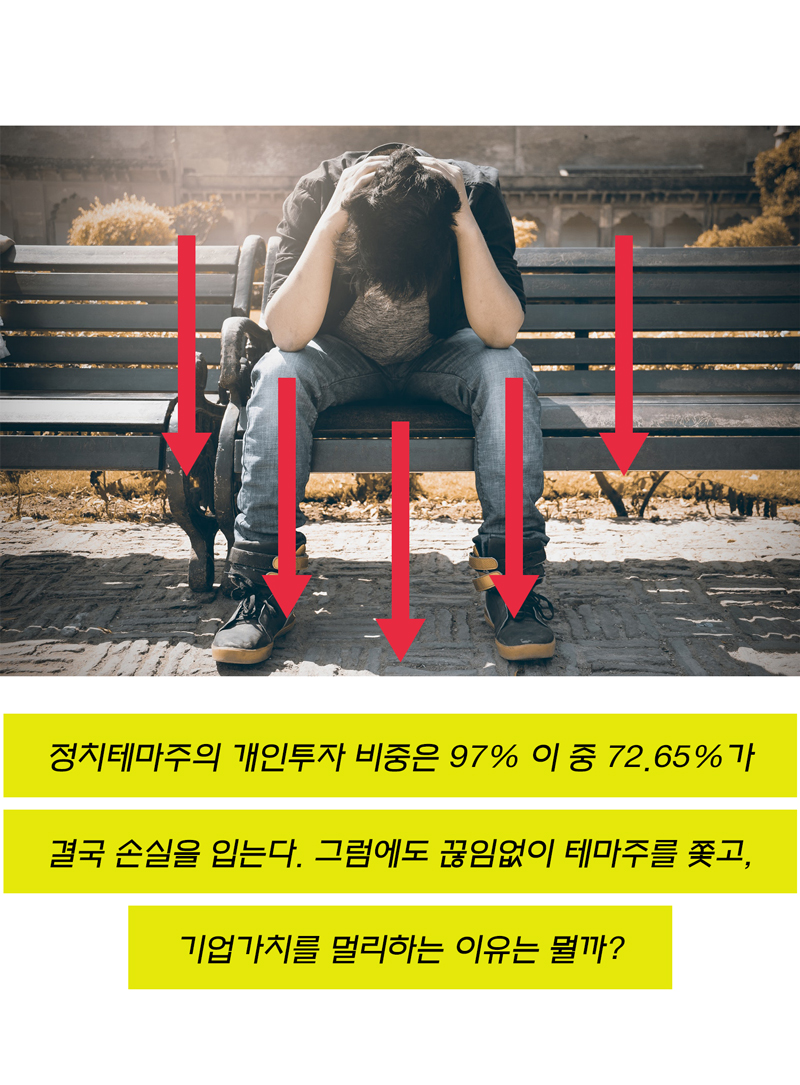 정치테마주의 개인투자 비중은 97% 이 중 72.65%가
결국 손실을 입는다. 그럼에도 끊임없이 테마주를 쫓고,
기업가치를 멀리하는 이유는 뭘까?